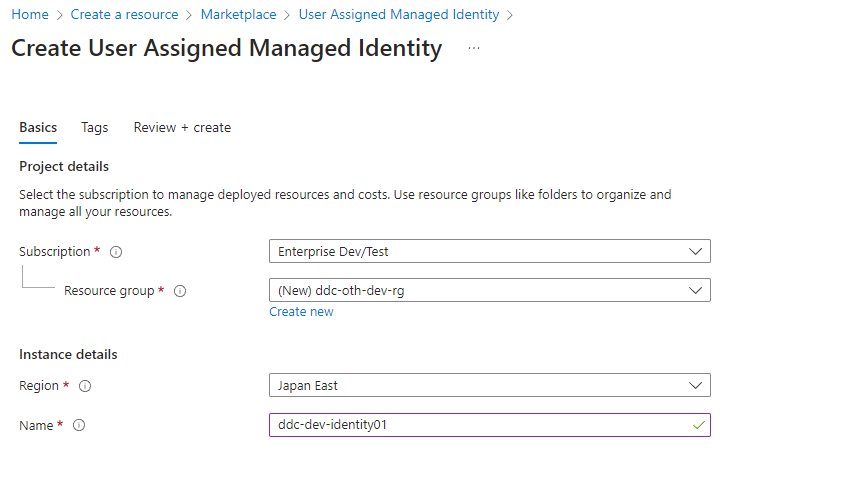 Home > Create a resource > Marketplace > User Assigned Managed Identity >
Create User Assigned Managed Identity ...
Basics Tags Review + create
Project details
Select the subscription to manage deployed resources and costs. Use resource groups like folders to organize and
manage all your resources.
Subscription * Enterprise Dev/Test
Resource group * (New) ddc-oth-dev-rg
Create new
Instance details
Region * Japan East
Name * ddc-dev-identity01